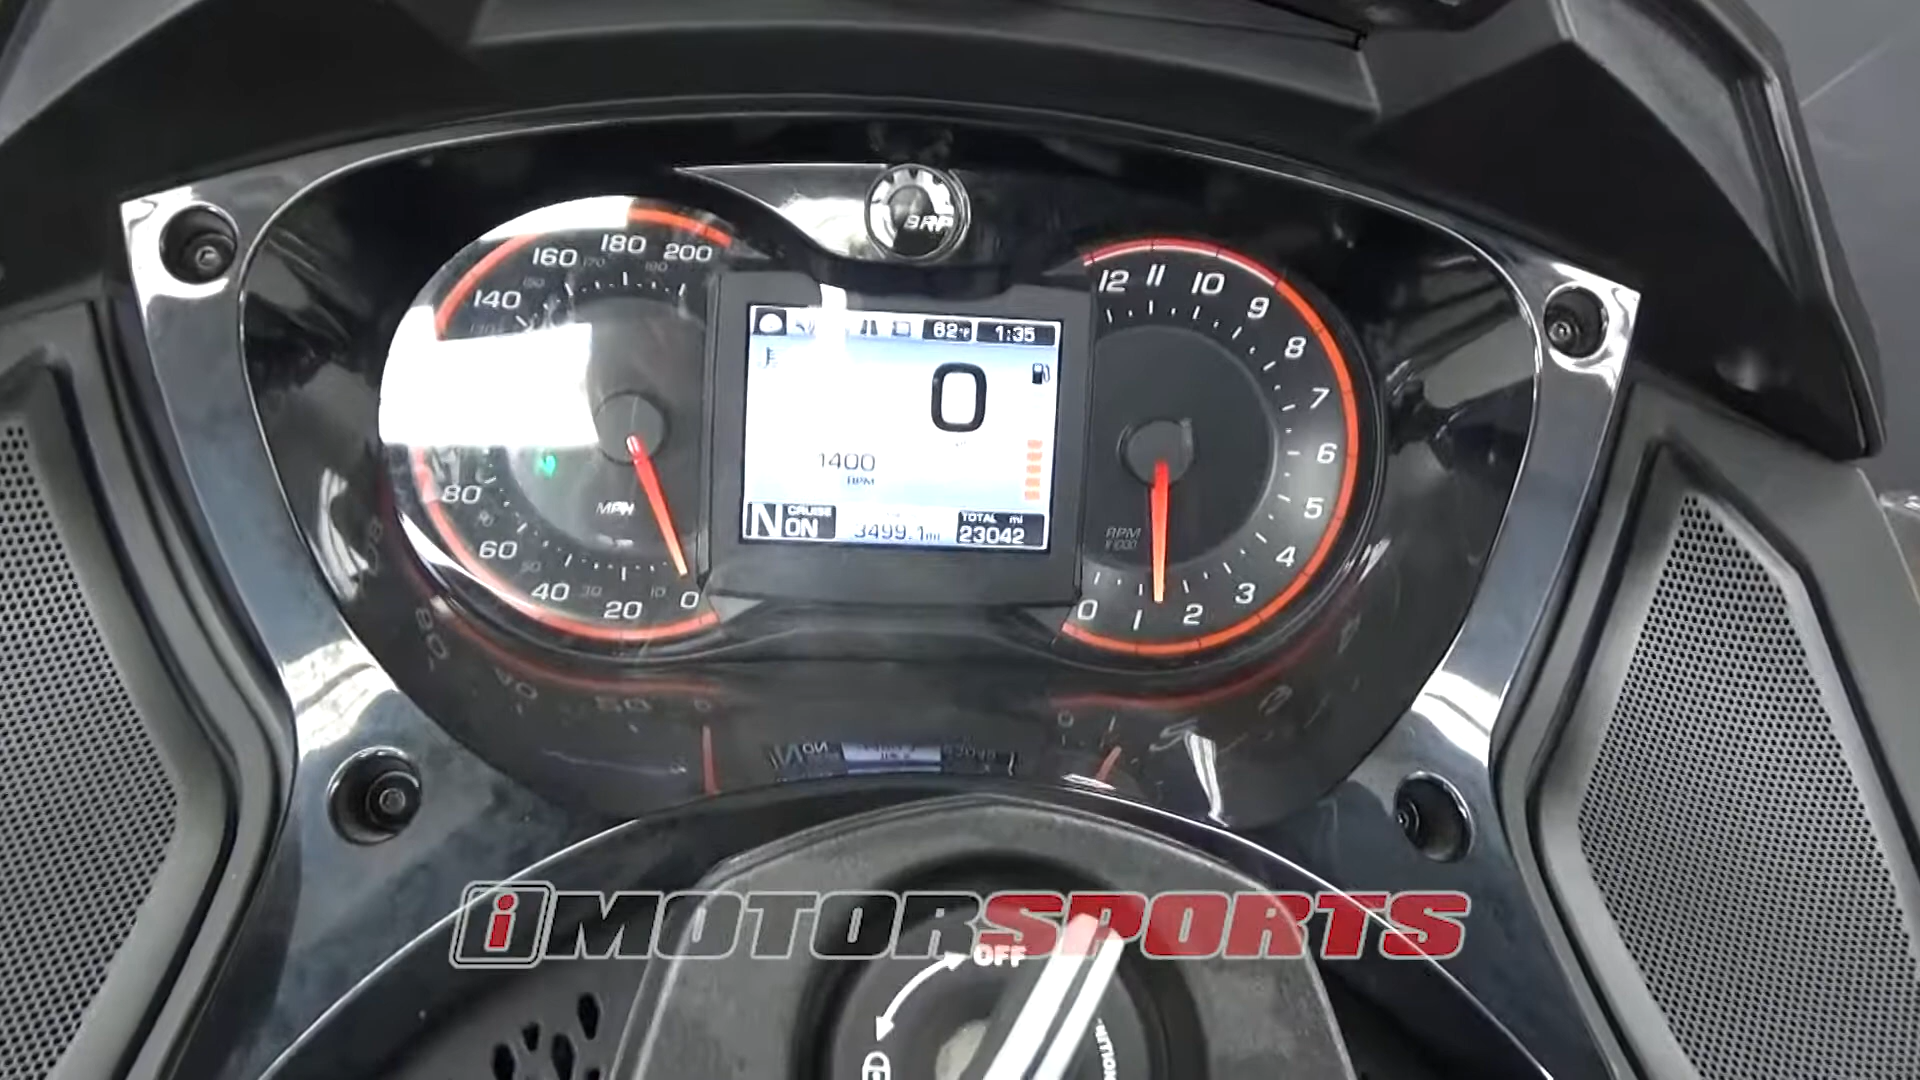 BRP
160 180 200
140
80
60
40
20
0
MPH
62°F 1:35
0
1400
RPM
N CRUISE ON
3499.1 mi
TOTAL mi
23042
12 11 10 9 8 7 6 5 4 3 2 1 0
RPM
X1000
iMOTORSPORTS
OFF